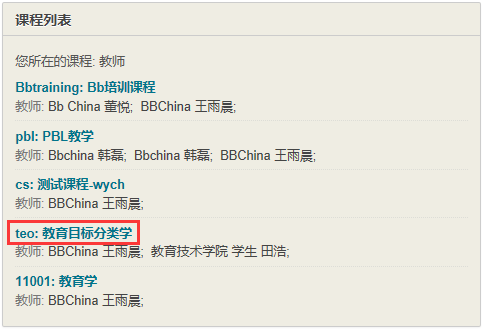 课程列表
您所在的课程: 教师
Bbtraining: Bb培训课程
教师: Bb China 董悦;  BBChina 王雨晨;
pbl: PBL教学
教师: Bbchina 韩磊;  Bbchina 韩磊;  BBChina 王雨晨;
cs: 测试课程-wych
教师: BBChina 王雨晨;
teo: 教育目标分类学
教师: BBChina 王雨晨;  教育技术学院 学生 田浩;
11001: 教育学
教师: BBChina 王雨晨;